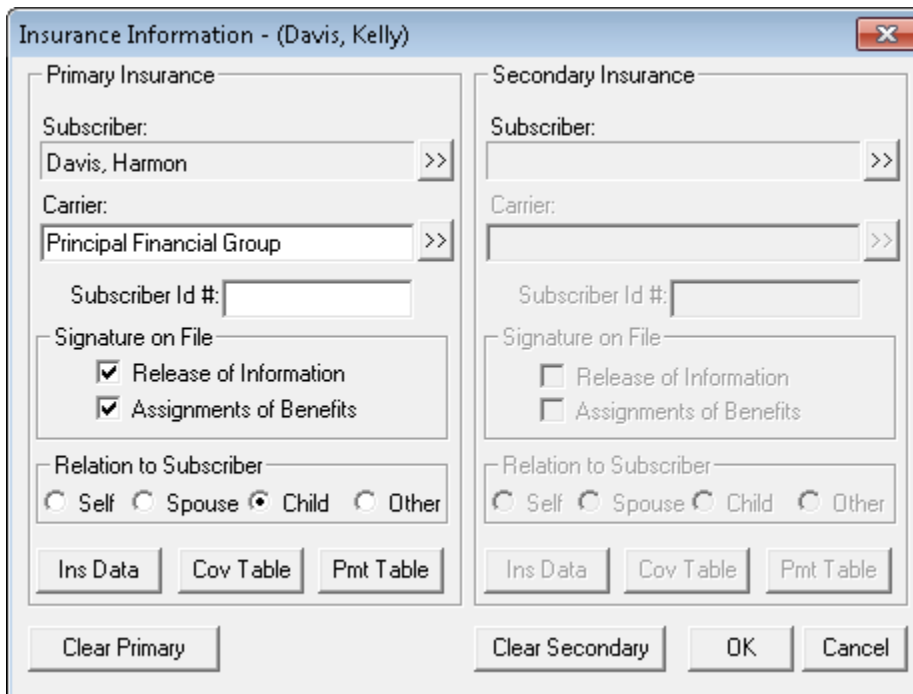 Insurance Information - (Davis, Kelly)
Primary Insurance
Subscriber:
Davis, Harmon >>
Carrier:
Principal Financial Group >>
Subscriber Id #:
Signature on File
Release of Information
Assignments of Benefits
Relation to Subscriber
Self Spouse Child Other
Ins Data Cov Table Pmt Table
Clear Primary
Secondary Insurance
Subscriber:
>>
Carrier:
>>
Subscriber Id #:
Signature on File
Release of Information
Assignments of Benefits
Relation to Subscriber
Self Spouse Child Other
Ins Data Cov Table Pmt Table
Clear Secondary OK Cancel